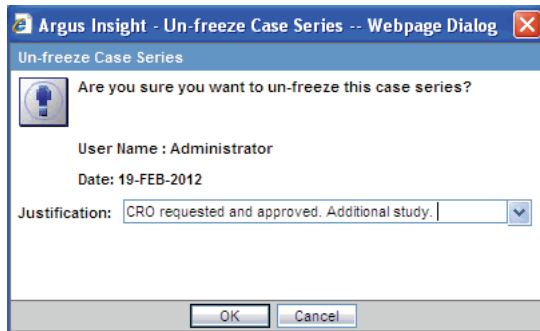 Argus Insight - Un-freeze Case Series -- Webpage Dialog
Un-freeze Case Series
Are you sure you want to un-freeze this case series?
User Name : Administrator
Date: 19-FEB-2012
Justification: CRO requested and approved. Additional study.
OK Cancel